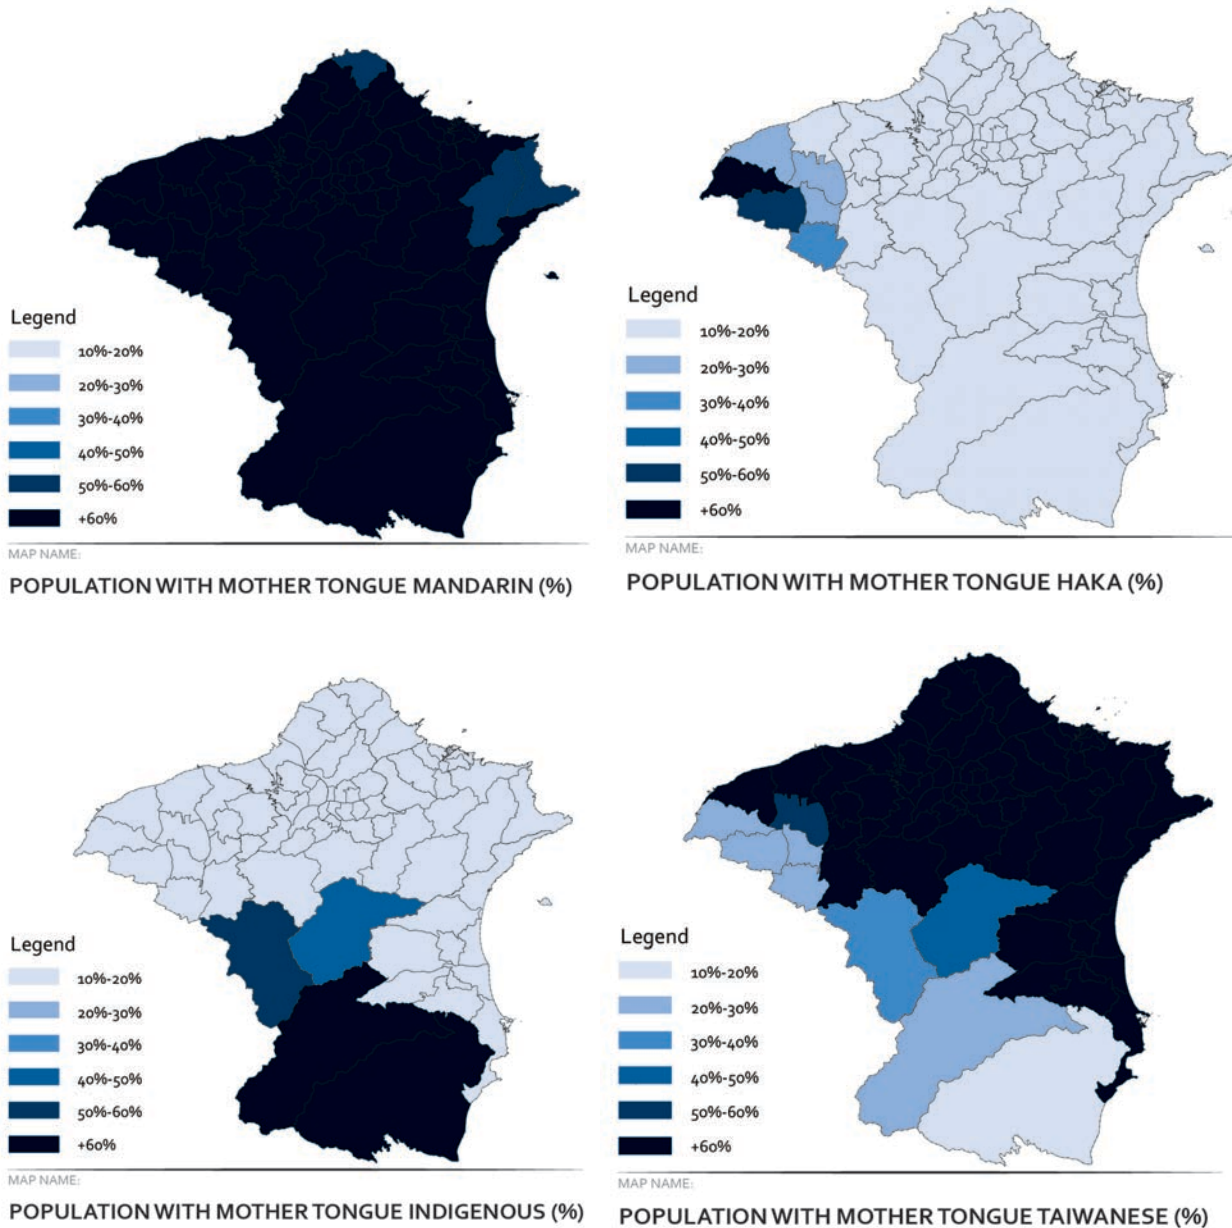 Legend
10%-20%
20%-30%
30%-40%
40%-50%
50%-60%
+60%
MAP NAME:
POPULATION WITH MOTHER TONGUE MANDARIN (%)
Legend
10%-20%
20%-30%
30%-40%
40%-50%
50%-60%
+60%
MAP NAME:
POPULATION WITH MOTHER TONGUE HAKA (%)
Legend
10%-20%
20%-30%
30%-40%
40%-50%
50%-60%
+60%
MAP NAME:
POPULATION WITH MOTHER TONGUE INDIGENOUS (%)
Legend
10%-20%
20%-30%
30%-40%
40%-50%
50%-60%
+60%
MAP NAME:
POPULATION WITH MOTHER TONGUE TAIWANESE (%)